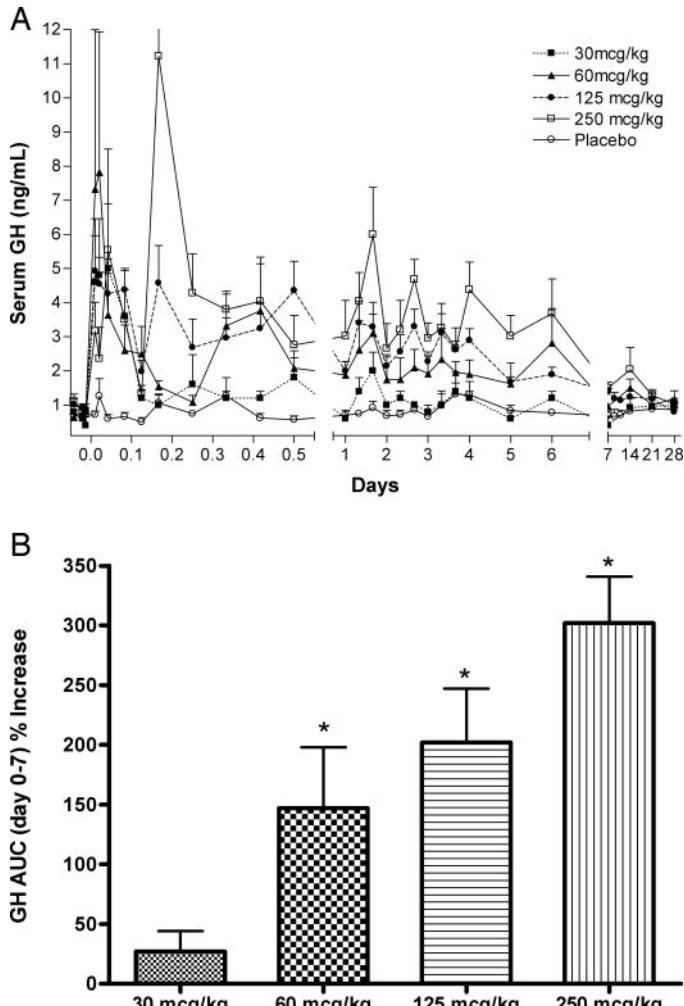 A
Serum GH (ng/mL)
12
11
10
9
8
7
6
5
4
3
2
1
30mcg/kg
60mcg/kg
125 mcg/kg
250 mcg/kg
Placebo
0.0 0.1 0.2 0.3 0.4 0.5 1 2 3 4 5 6 7 14 21 28
Days
B
GH AUC (day 0-7) % Increase
350
300
250
200
150
100
50
0
* * *
30 mcg/kg 60 mcg/kg 125 mcg/kg 250 mcg/kg